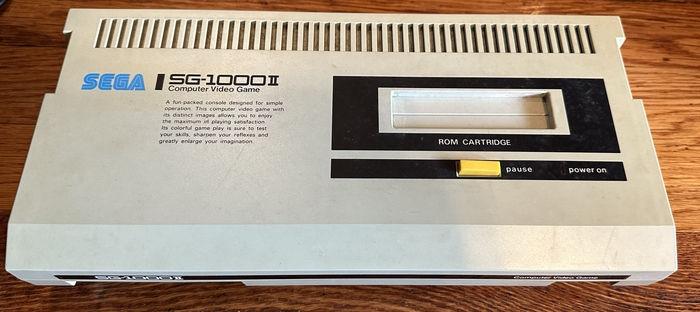 SEGA
SG-1000II
Computer Video Game
A fun-packed console designed for simple
operation. This computer video game with
its distinct images allows you to enjoy
the maximum in playing satisfaction.
Its colorful game play is sure to test
your skills, sharpen your reflexes and
greatly enlarge your imagination.
ROM CARTRIDGE
pause
power on
SG-1000II
Computer Video Game